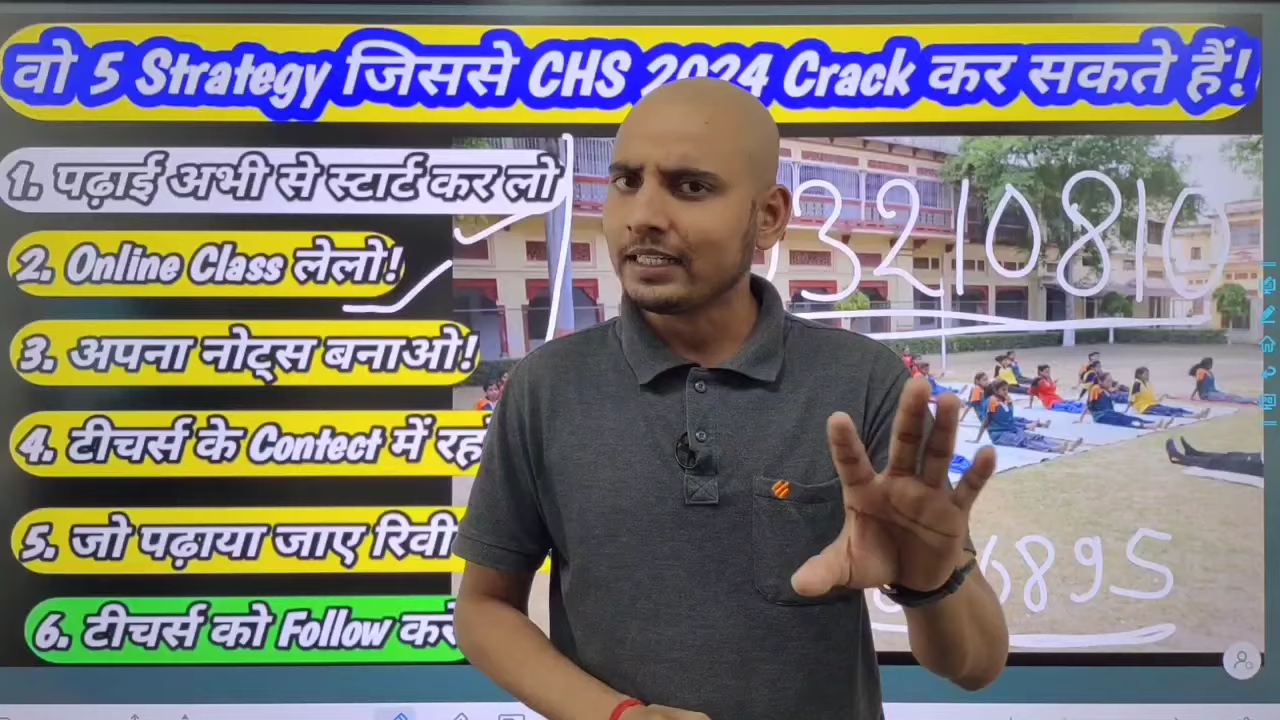 वो 5 Strategy जिससे CHS 2024 Crack कर सकते हैं!
1. पढ़ाई अभी से स्टार्ट कर लो
2. Online Class लेलो!
3. अपना नोट्स बनाओ!
4. टीचर्स के Contect में
5. जो पढ़ाया जाए
6. टीचर्स को Follow
3210810
6895